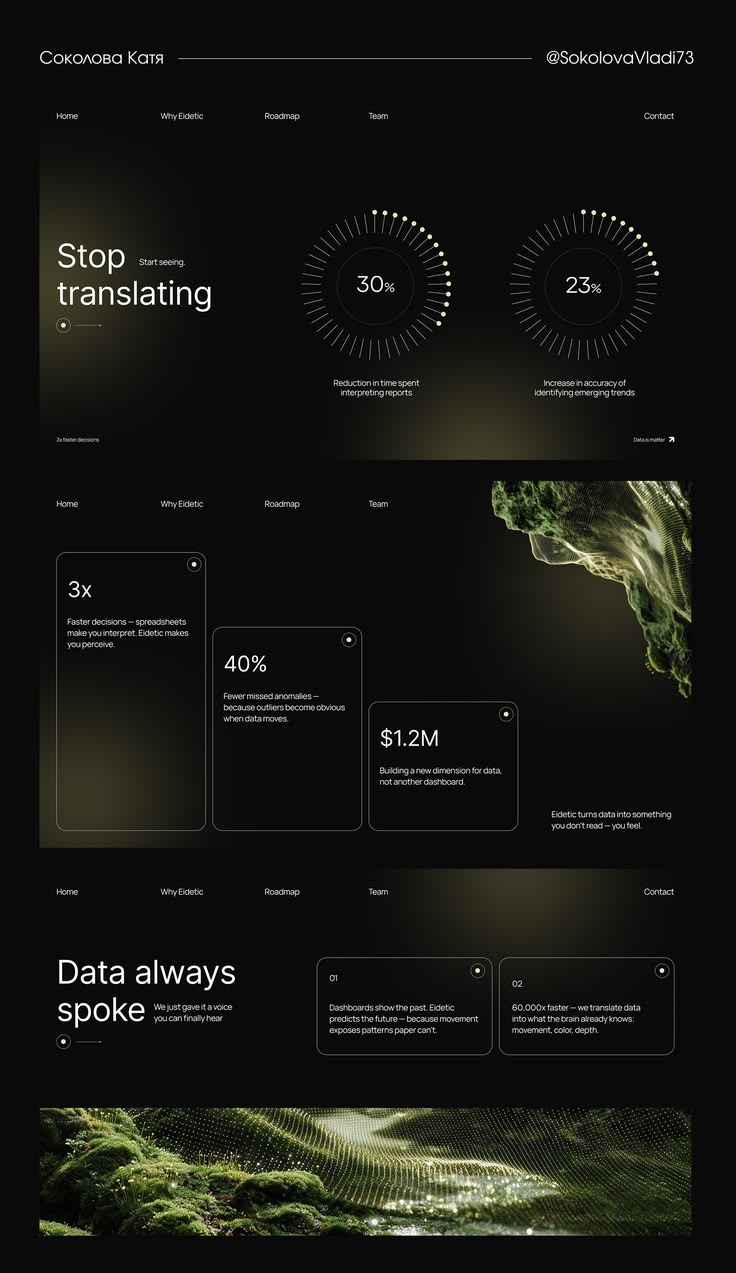 Соколова Катя
@SokolovaVladi73
Home
Why Eidetic
Roadmap
Team
Contact
Stop
Start seeing.
translating
30%
Reduction in time spent
interpreting reports
23%
Increase in accuracy of
identifying emerging trends
3x faster decisions
Data is matter
Home
Why Eidetic
Roadmap
Team
3x
Faster decisions — spreadsheets
make you interpret. Eidetic makes
you perceive.
40%
Fewer missed anomalies —
because outliers become obvious
when data moves.
$1.2M
Building a new dimension for data,
not another dashboard.
Eidetic turns data into something
you don't read — you feel.
Home
Why Eidetic
Roadmap
Team
Contact
Data always
spoke
We just gave it a voice
you can finally hear
01
Dashboards show the past. Eidetic
predicts the future — because movement
exposes patterns paper can't.
02
60,000x faster — we translate data
into what the brain already knows:
movement, color, depth.